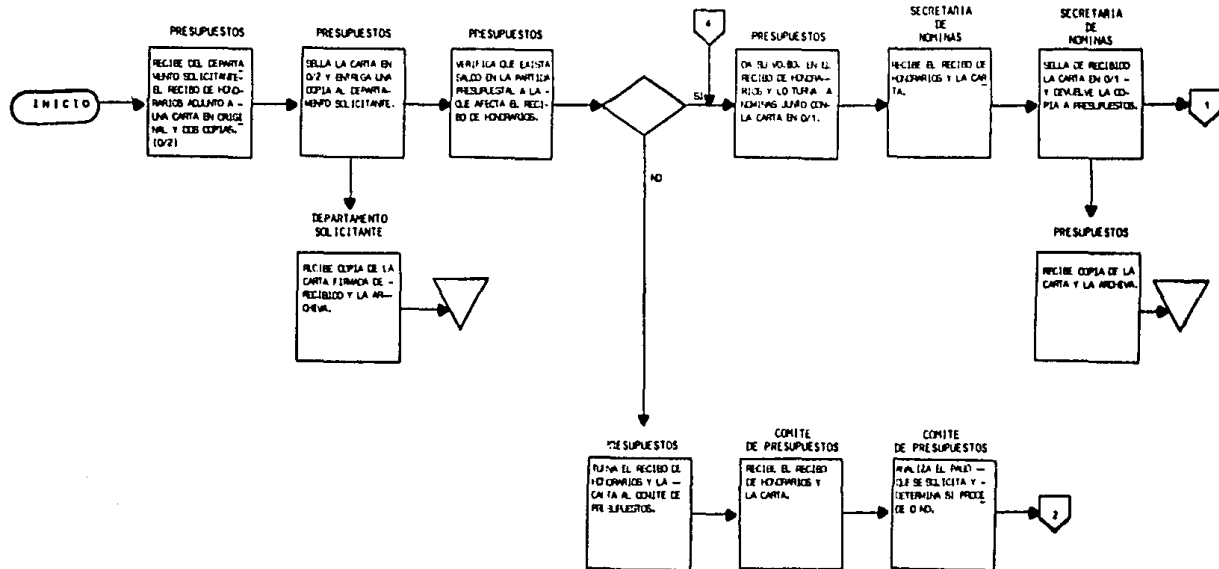 INICIO
PRESUPUESTOS
RECIBE DEL DEPARTA
MENTO SOLICITANTE-
EL RECIBO DE HONO-
RARIOS ADJUNTO A -
UNA CARTA EN ORIGI
NAL Y DOS COPIAS.
(O/2)
PRESUPUESTOS
SELLA LA CARTA EN
O/2 Y ENTREGA UNA
COPIA AL DEPARTA-
MENTO SOLICITANTE.
DEPARTAMENTO
SOLICITANTE
RECIBE COPIA DE LA
CARTA FIRMADA DE -
RECIBIDO Y LA AR-
CHIVA.
PRESUPUESTOS
VERIFICA QUE EXISTA
SALDO EN LA PARTIDA
PRESUPUESTAL A LA-
QUE AFECTA EL RECI-
BO DE HONORARIOS.
SI
NO
4
PRESUPUESTOS
DA SU VO.BO. EN EL
RECIBO DE HONORA-
RIOS Y LO TURNA A
NOMINAS JUNTO CON-
LA CARTA EN O/1.
SECRETARIA
DE
NOMINAS
RECIBE EL RECIBO DE
HONORARIOS Y LA CAR
TA.
SECRETARIA
DE
NOMINAS
SELLA DE RECIBIDO
LA CARTA EN O/1 -
Y DEVUELVE LA CO-
PIA A PRESUPUESTOS.
1
PRESUPUESTOS
RECIBE COPIA DE LA
CARTA Y LA ARCHIVA.
PRESUPUESTOS
TURNA EL RECIBO DE
HONORARIOS Y LA -
CARTA AL COMITE DE
PRESUPUESTOS.
COMITE
DE PRESUPUESTOS
RECIBE EL RECIBO
DE HONORARIOS Y
LA CARTA.
COMITE
DE PRESUPUESTOS
ANALIZA EL PAGO -
QUE SE SOLICITA Y -
DETERMINA SI PROCE
DE O NO.
2